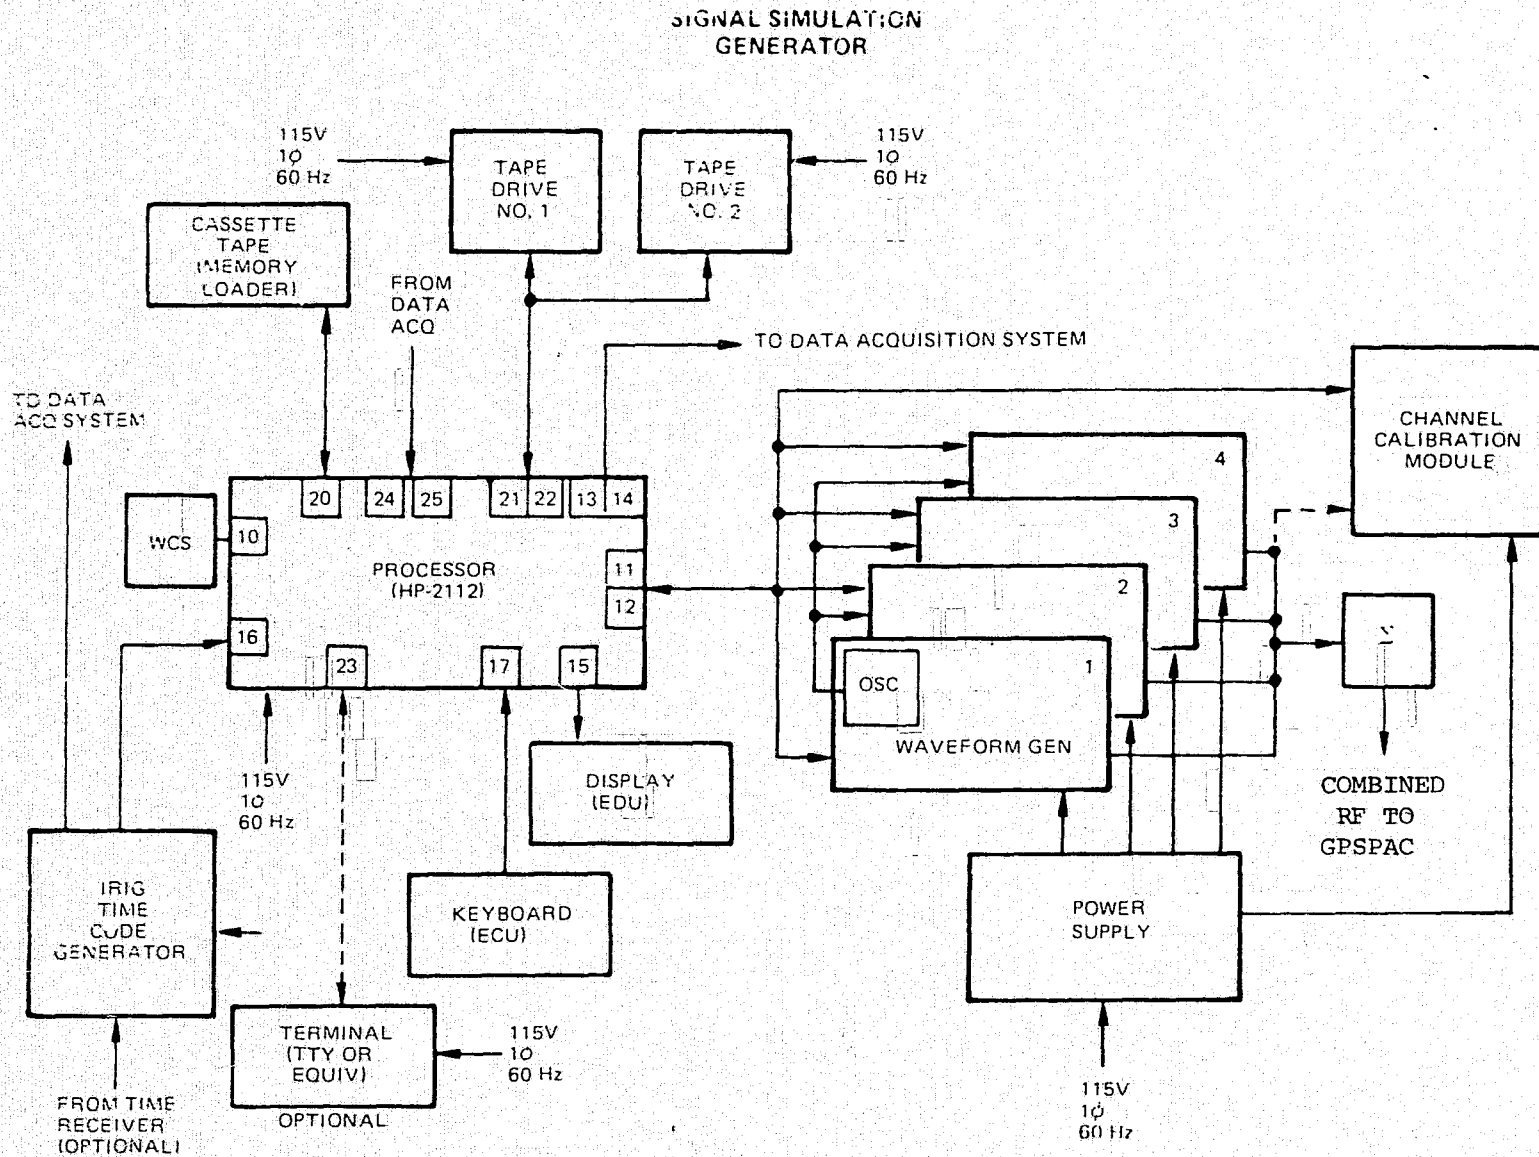 SIGNAL SIMULATION
GENERATOR
115V
1φ
60 Hz
TAPE
DRIVE
NO. 1
TAPE
DRIVE
NO. 2
115V
1φ
60 Hz
CASSETTE
TAPE
(MEMORY
LOADER)
FROM
DATA
ACQ
TO DATA ACQUISITION SYSTEM
TO DATA
ACQ SYSTEM
CHANNEL
CALIBRATION
MODULE
20
24
25
21
22
13
14
WCS
10
PROCESSOR
(HP-2112)
11
12
16
23
17
15
4
3
2
1
OSC
WAVEFORM GEN
115V
1φ
60 Hz
DISPLAY
(EDU)
COMBINED
RF TO
GPSPAC
IRIG
TIME
CODE
GENERATOR
KEYBOARD
(ECU)
POWER
SUPPLY
TERMINAL
(TTY OR
EQUIV)
OPTIONAL
115V
1φ
60 Hz
115V
1φ
60 Hz
FROM TIME
RECEIVER
(OPTIONAL)